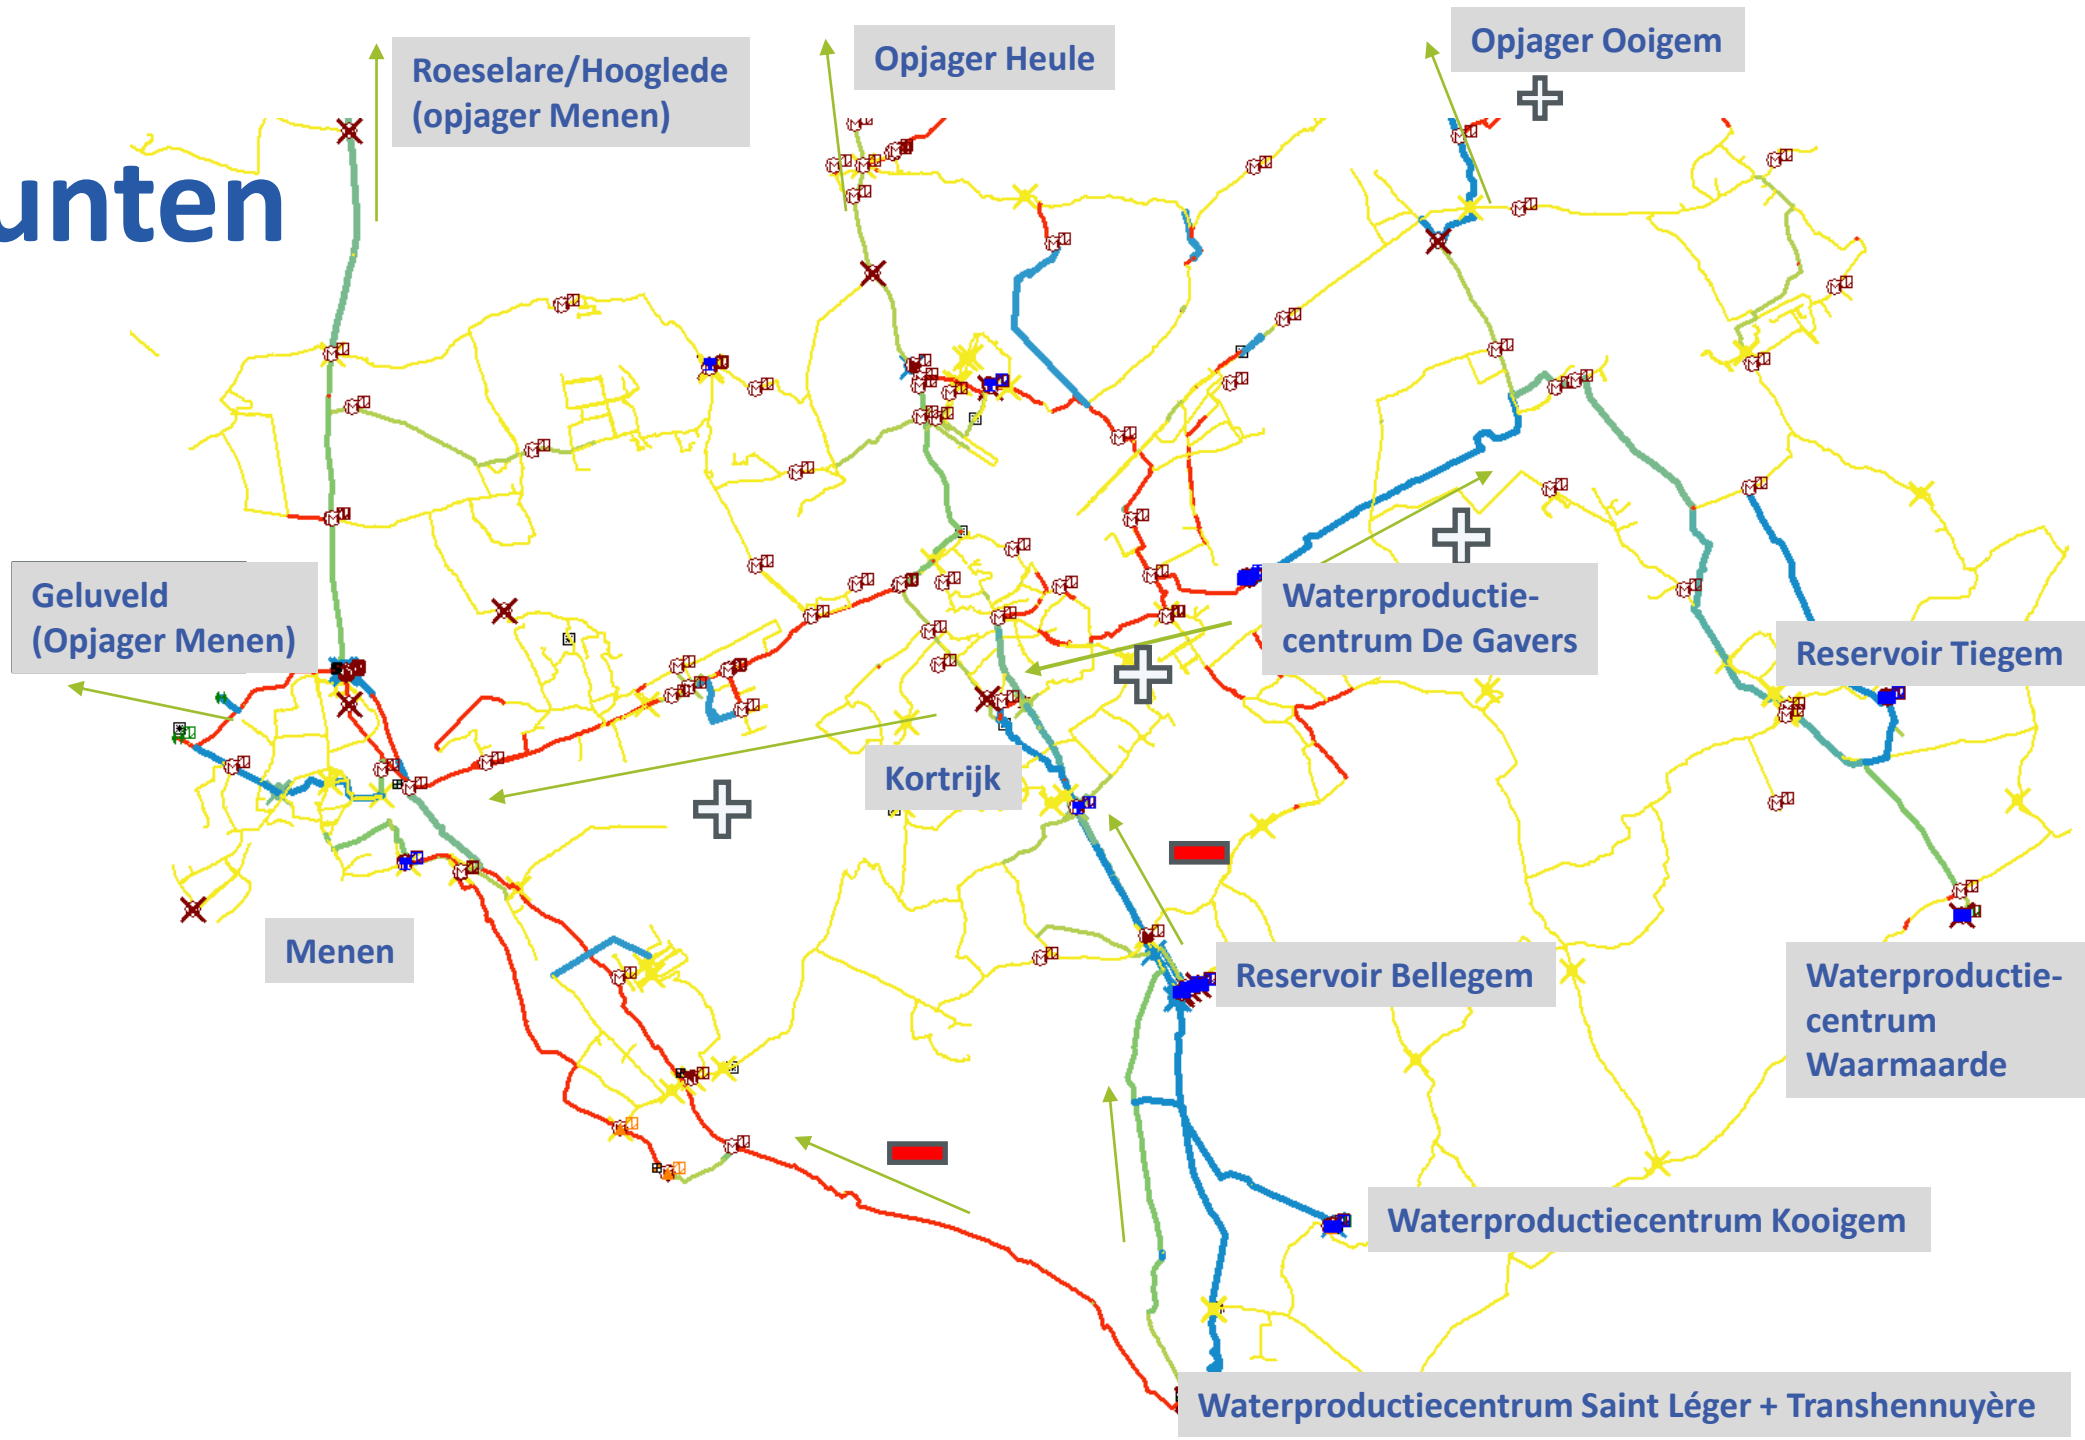 Roeselare/Hooglede
(opjager Menen)
Opjager Heule
Opjager Ooigem
unten
Geluveld
(Opjager Menen)
Waterproductie-
centrum De Gavers
Reservoir Tiegem
Kortrijk
Menen
Reservoir Bellegem
Waterproductie-
centrum
Waarmaarde
Waterproductiecentrum Kooigem
Waterproductiecentrum Saint Léger + Transhennuyère